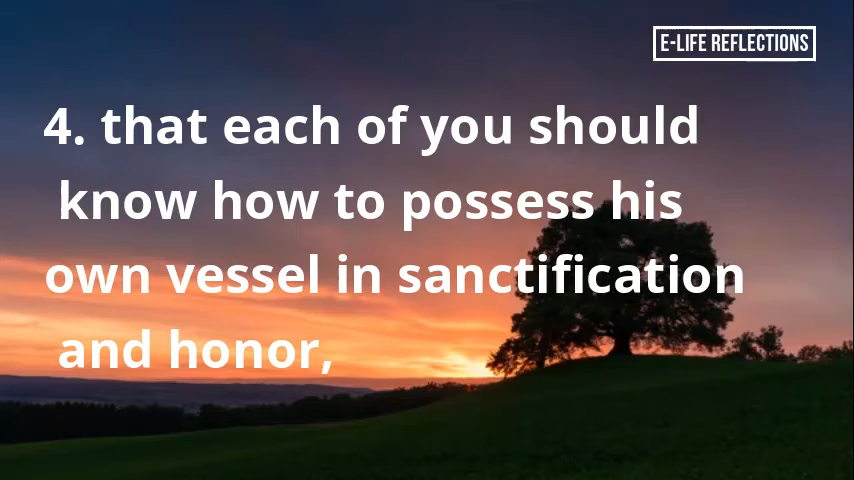 E-LIFE REFLECTIONS
4. that each of you should
know how to possess his
own vessel in sanctification
and honor,